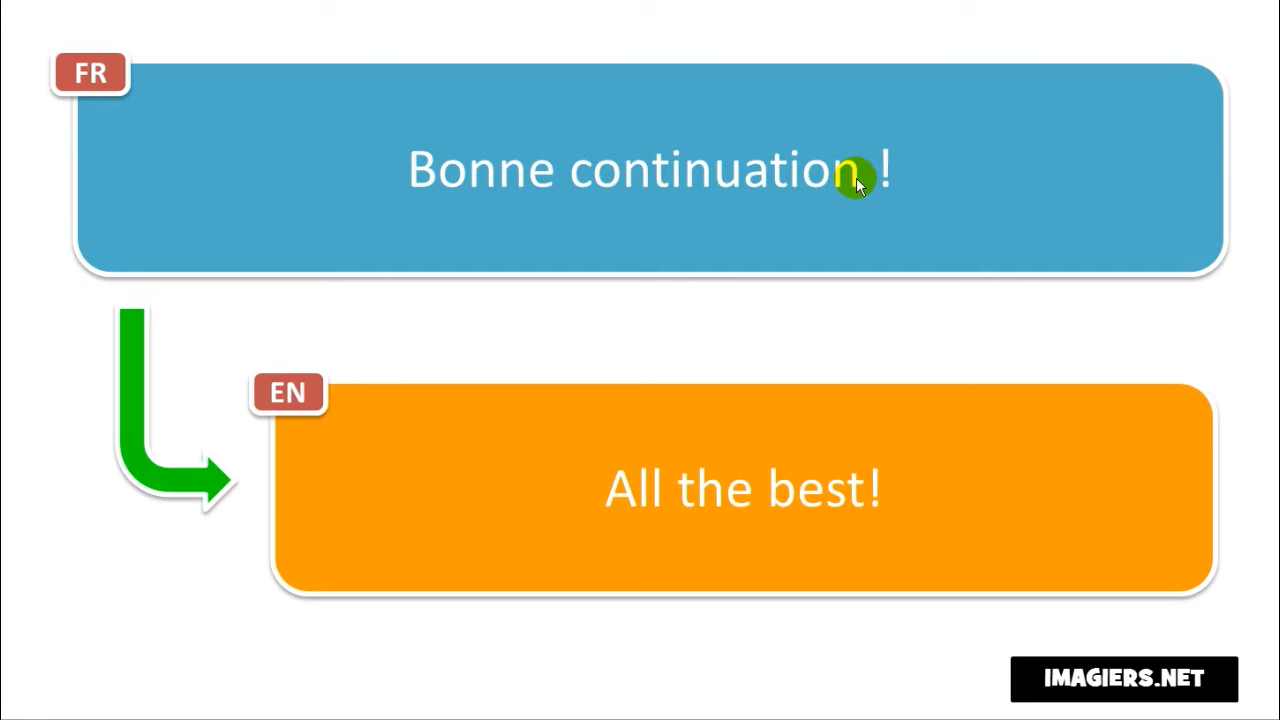 FR
Bonne continuation !
EN
All the best!
IMAGIERS.NET